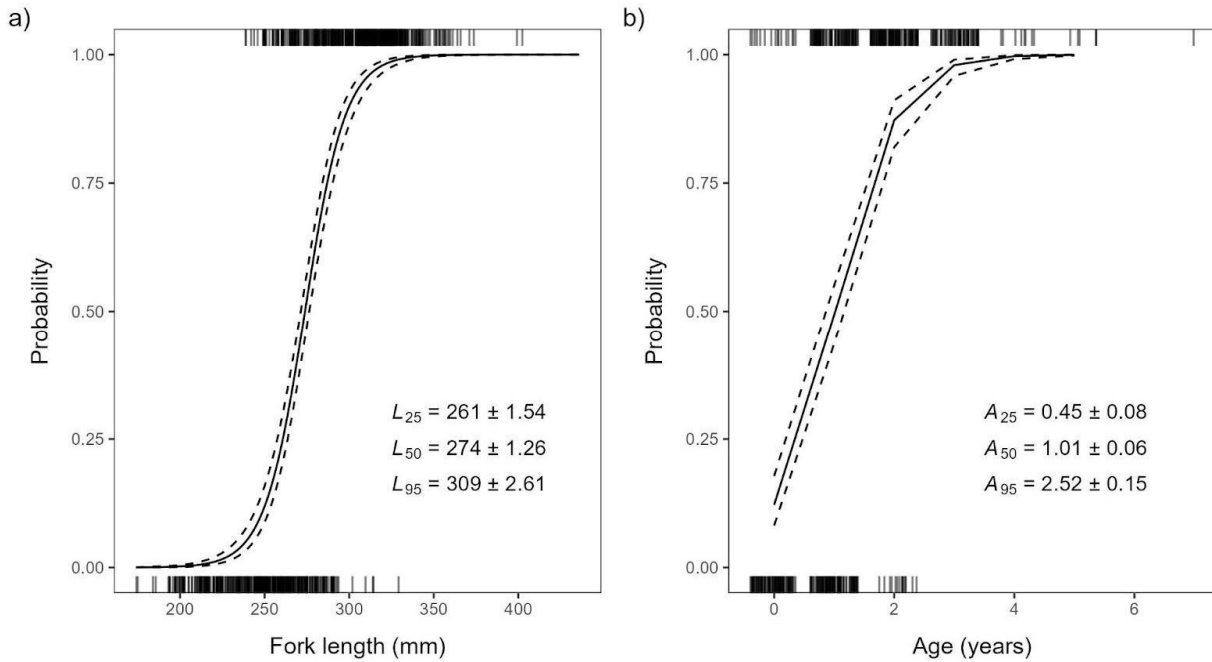 a)
1.00
0.75
0.50
0.25
0.00
Probability
L25 = 261 ± 1.54
L50 = 274 ± 1.26
L95 = 309 ± 2.61
200 250 300 350 400
Fork length (mm)
b)
1.00
0.75
0.50
0.25
0.00
Probability
A25 = 0.45 ± 0.08
A50 = 1.01 ± 0.06
A95 = 2.52 ± 0.15
0 2 4 6
Age (years)